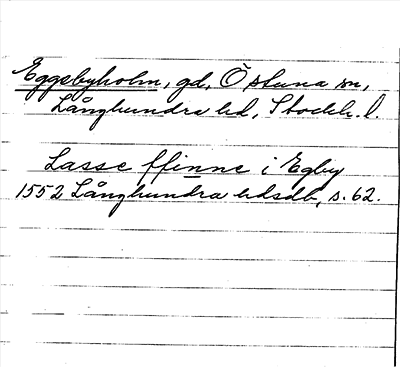 Eggebyholm, gd, Östuna sn,
Långhundra hd, Stockh. l.
Lasse ffinne i Egby
1552 Långhundra hdsdb, s. 62.